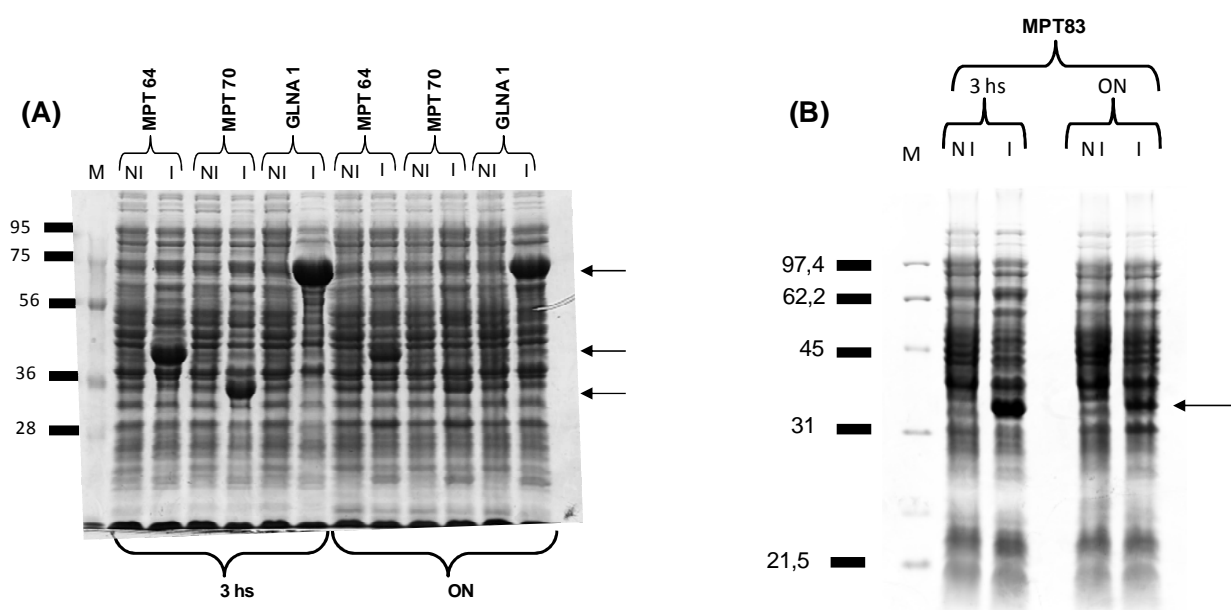 (A)
MPT 64 MPT 70 GLNA 1 MPT 64 MPT 70 GLNA 1
M NI I NI I NI I NI I NI I NI I
95
75
56
36
28
3 hs ON
(B)
MPT83
3 hs ON
M N I I N I I
97,4
62,2
45
31
21,5